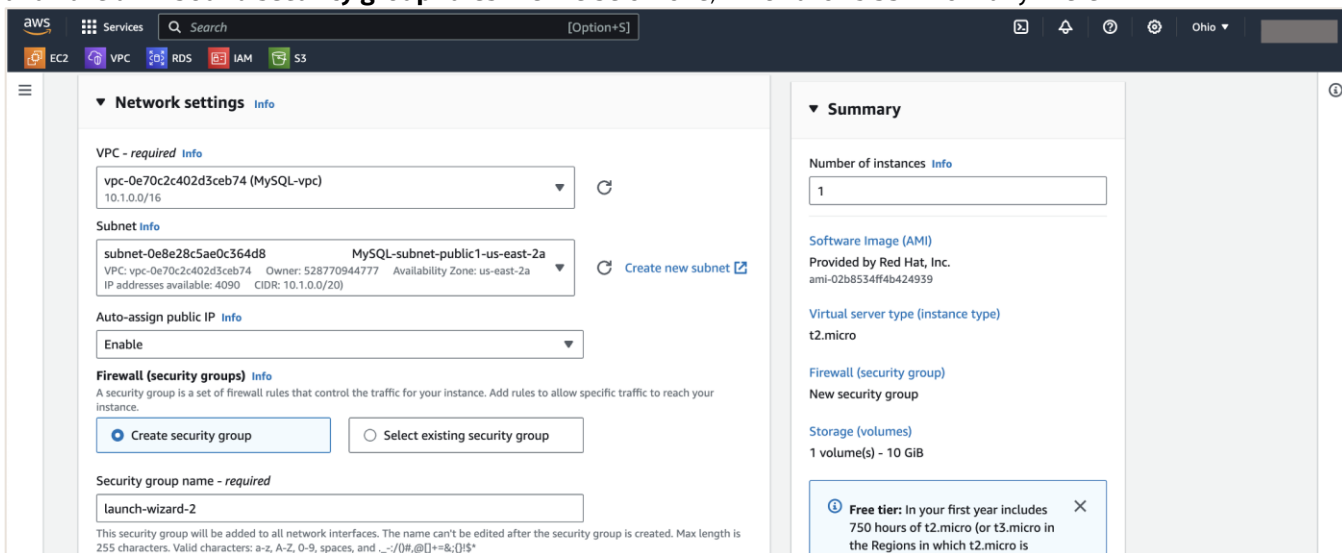 aws Services Search [Option+S] Ohio
EC2 VPC RDS IAM S3
Network settings Info
VPC - required Info
vpc-0e70c2c402d3ceb74 (MySQL-vpc)
10.1.0.0/16
Subnet Info
subnet-0e8e28c5ae0c364d8 MySQL-subnet-public1-us-east-2a
VPC: vpc-0e70c2c402d3ceb74 Owner: 528770944777 Availability Zone: us-east-2a
IP addresses available: 4090 CIDR: 10.1.0.0/20)
Create new subnet
Auto-assign public IP Info
Enable
Firewall (security groups) Info
A security group is a set of firewall rules that control the traffic for your instance. Add rules to allow specific traffic to reach your
instance.
Create security group
Select existing security group
Security group name - required
launch-wizard-2
This security group will be added to all network interfaces. The name can't be edited after the security group is created. Max length is
255 characters. Valid characters: a-z, A-Z, 0-9, spaces, and ._-:/()#,@[]+=&;{}!$*
Summary
Number of instances Info
1
Software Image (AMI)
Provided by Red Hat, Inc.
ami-02b8534ff4b424939
Virtual server type (instance type)
t2.micro
Firewall (security group)
New security group
Storage (volumes)
1 volume(s) - 10 GiB
Free tier: In your first year includes
750 hours of t2.micro (or t3.micro in
the Regions in which t2.micro is